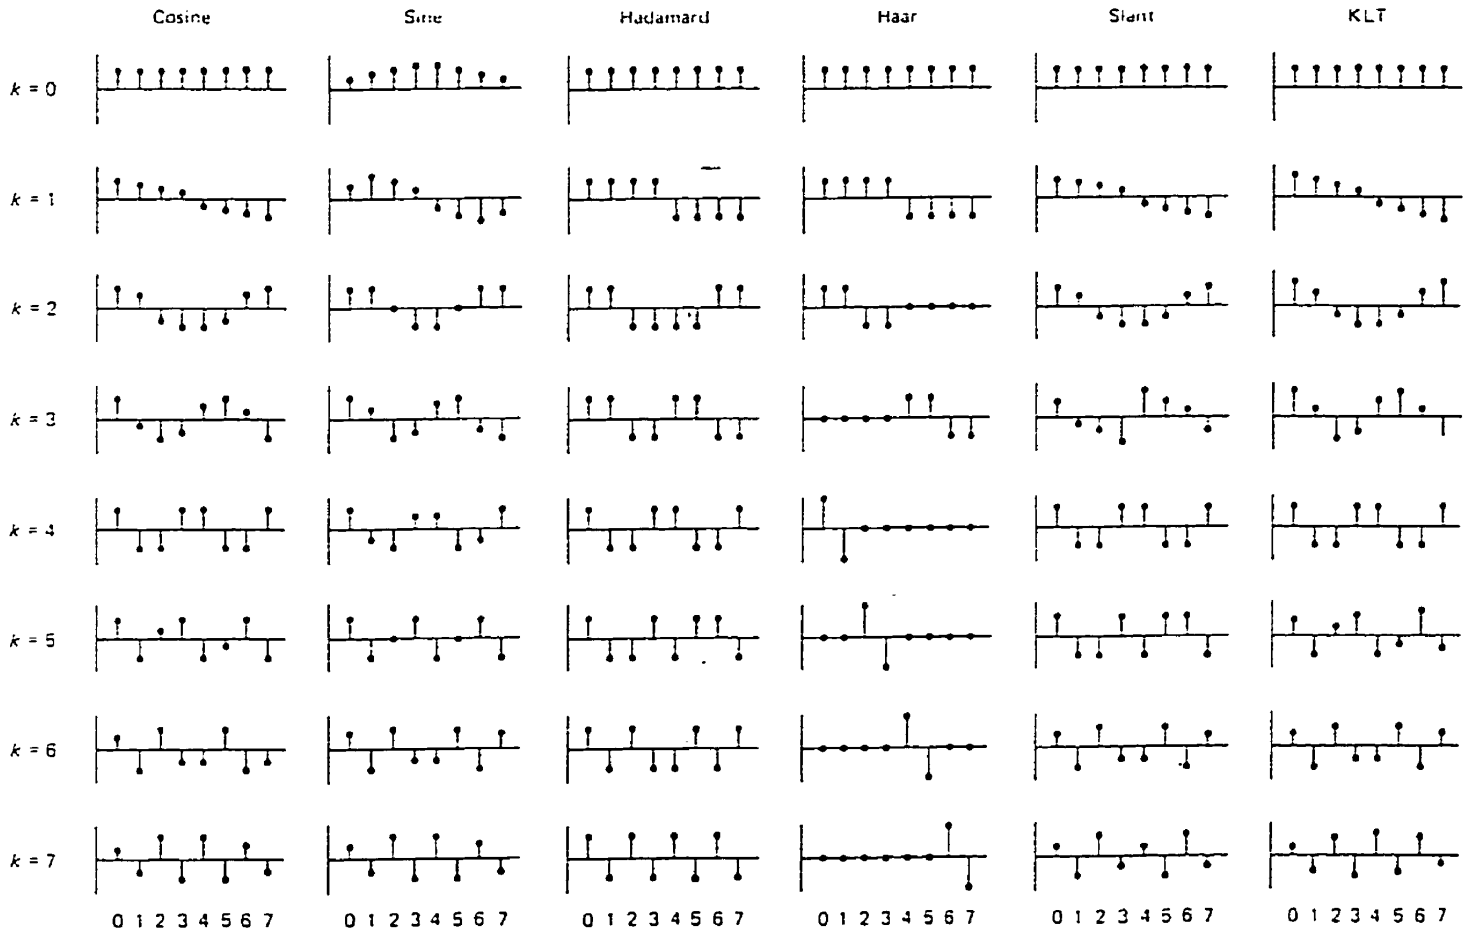 Cosine Sine Hadamard Haar Slant KLT
k = 0
k = 1
k = 2
k = 3
k = 4
k = 5
k = 6
k = 7
0 1 2 3 4 5 6 7 0 1 2 3 4 5 6 7 0 1 2 3 4 5 6 7 0 1 2 3 4 5 6 7 0 1 2 3 4 5 6 7 0 1 2 3 4 5 6 7